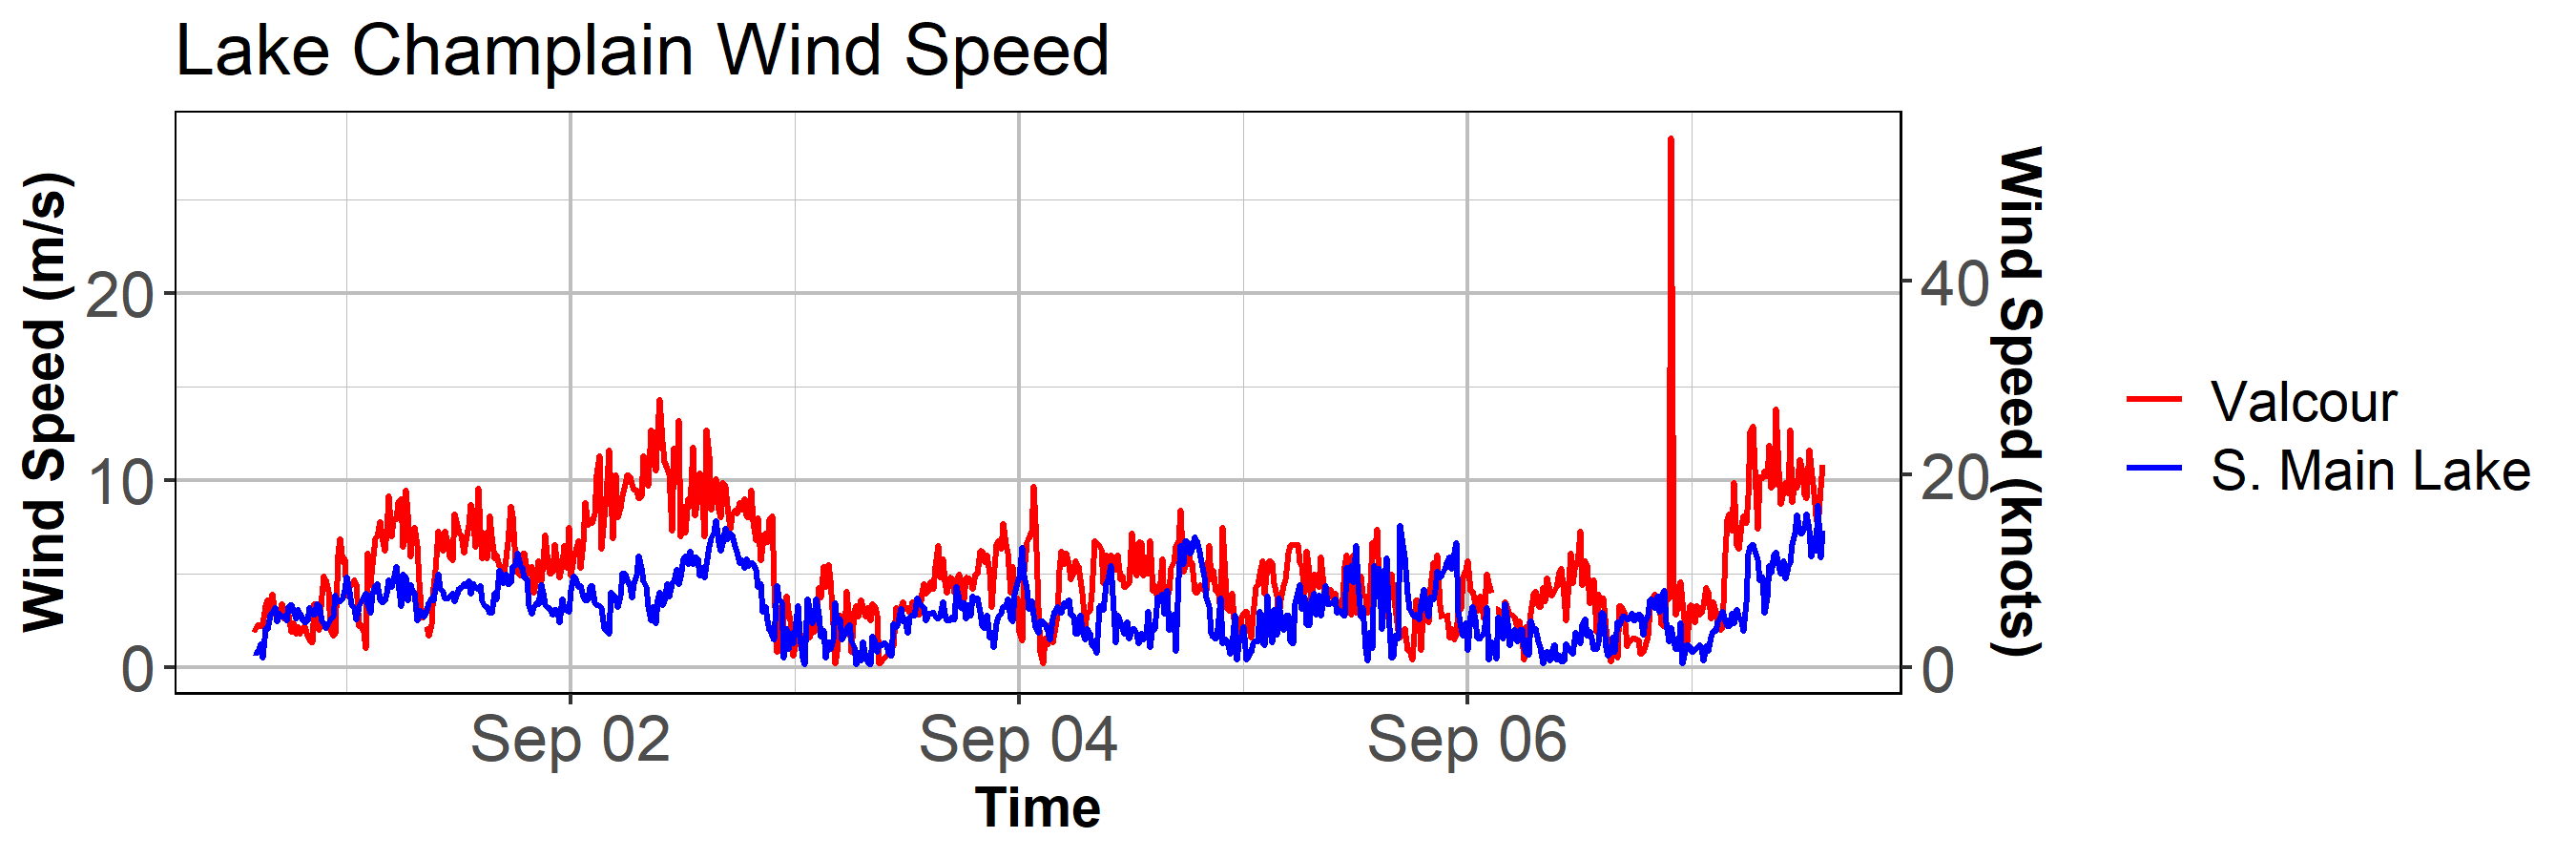 Lake Champlain Wind Speed
Wind Speed (m/s)
20
10
0
40
20
0
Wind Speed (knots)
Sep 02
Sep 04
Sep 06
Time
Valcour
S. Main Lake